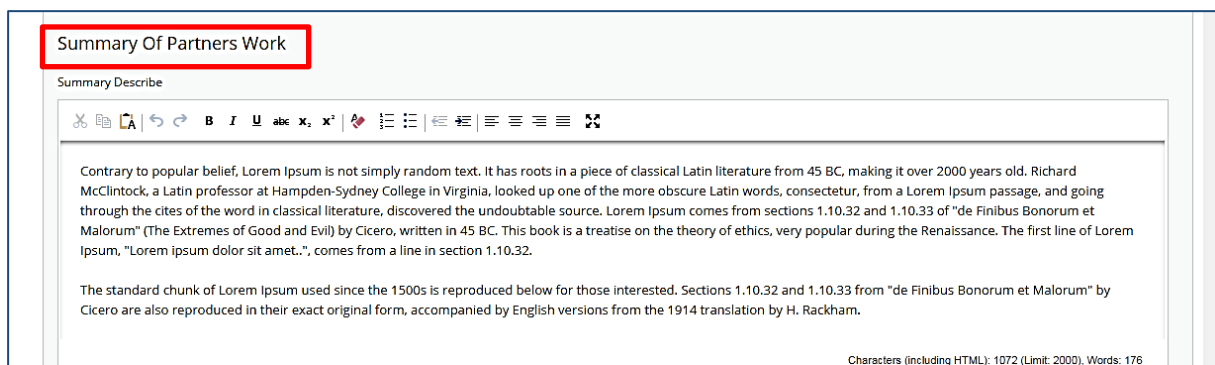 Summary Of Partners Work
Summary Describe
B I U abc x₂ x²
Contrary to popular belief, Lorem Ipsum is not simply random text. It has roots in a piece of classical Latin literature from 45 BC, making it over 2000 years old. Richard
McClintock, a Latin professor at Hampden-Sydney College in Virginia, looked up one of the more obscure Latin words, consectetur, from a Lorem Ipsum passage, and going
through the cites of the word in classical literature, discovered the undoubtable source. Lorem Ipsum comes from sections 1.10.32 and 1.10.33 of "de Finibus Bonorum et
Malorum" (The Extremes of Good and Evil) by Cicero, written in 45 BC. This book is a treatise on the theory of ethics, very popular during the Renaissance. The first line of Lorem
Ipsum, "Lorem ipsum dolor sit amet..", comes from a line in section 1.10.32.
The standard chunk of Lorem Ipsum used since the 1500s is reproduced below for those interested. Sections 1.10.32 and 1.10.33 from "de Finibus Bonorum et Malorum" by
Cicero are also reproduced in their exact original form, accompanied by English versions from the 1914 translation by H. Rackham.
Characters (including HTML): 1072 (Limit: 2000), Words: 176